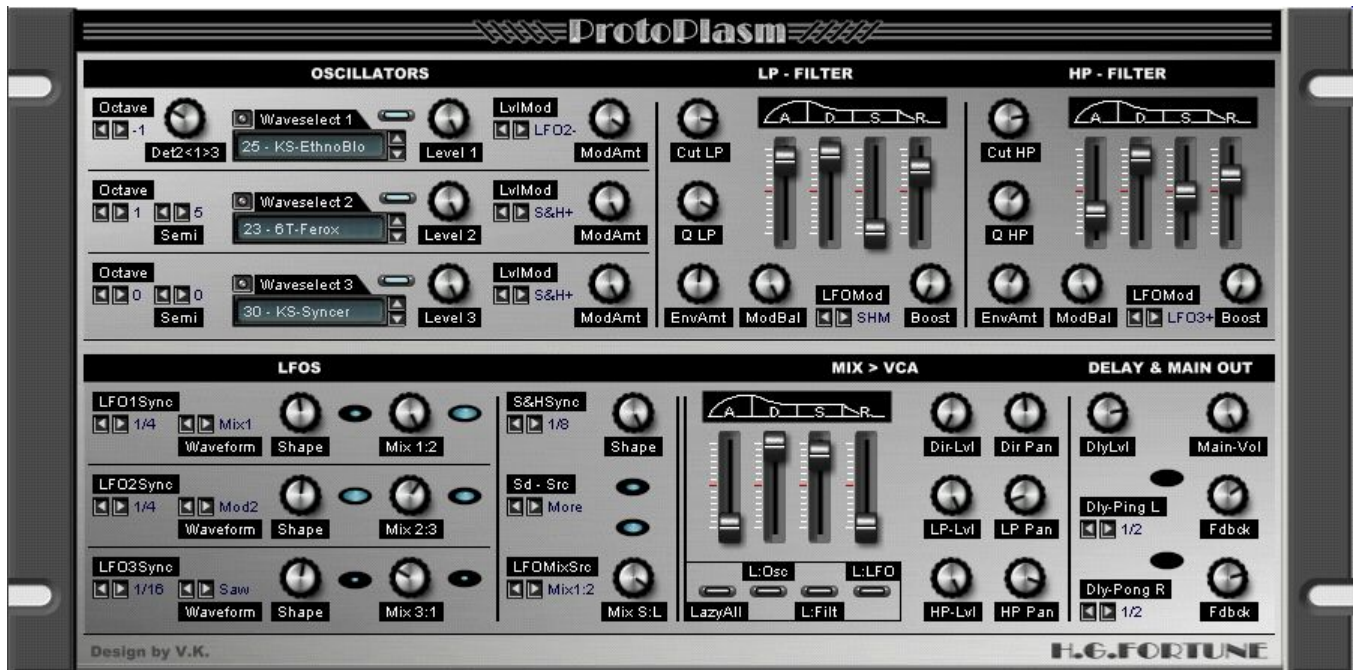 ProtoPlasm
OSCILLATORS
LP - FILTER
HP - FILTER
Octave
-1
Det2<1>3
Waveselect 1
25 - KS-EthnoBlo
Level 1
LvlMod
LFO2-
ModAmt
Octave
1
5
Semi
Waveselect 2
23 - 6T-Ferox
Level 2
LvlMod
S&H+
ModAmt
Octave
0
0
Semi
Waveselect 3
30 - KS-Syncer
Level 3
LvlMod
S&H+
ModAmt
Cut LP
A D S R
Q LP
EnvAmt
ModBal
LFOMod
SHM
Boost
Cut HP
A D S R
Q HP
EnvAmt
ModBal
LFOMod
LFO3+
Boost
LFOS
MIX > VCA
DELAY & MAIN OUT
LFO1Sync
1/4
Mix1
Waveform
Shape
Mix 1:2
LFO2Sync
1/4
Mod2
Waveform
Shape
Mix 2:3
LFO3Sync
1/16
Saw
Waveform
Shape
Mix 3:1
S&HSync
1/8
Shape
Sd - Src
More
LFOMixSrc
Mix1:2
Mix S:L
A D S R
L:Osc
L:LFO
LazyAll
L:Filt
Dir-Lvl
Dir Pan
LP-Lvl
LP Pan
HP-Lvl
HP Pan
DlyLvl
Main-Vol
Dly-Ping L
1/2
Fdbck
Dly-Pong R
1/2
Fdbck
Design by V.K.
H.G.FORTUNE